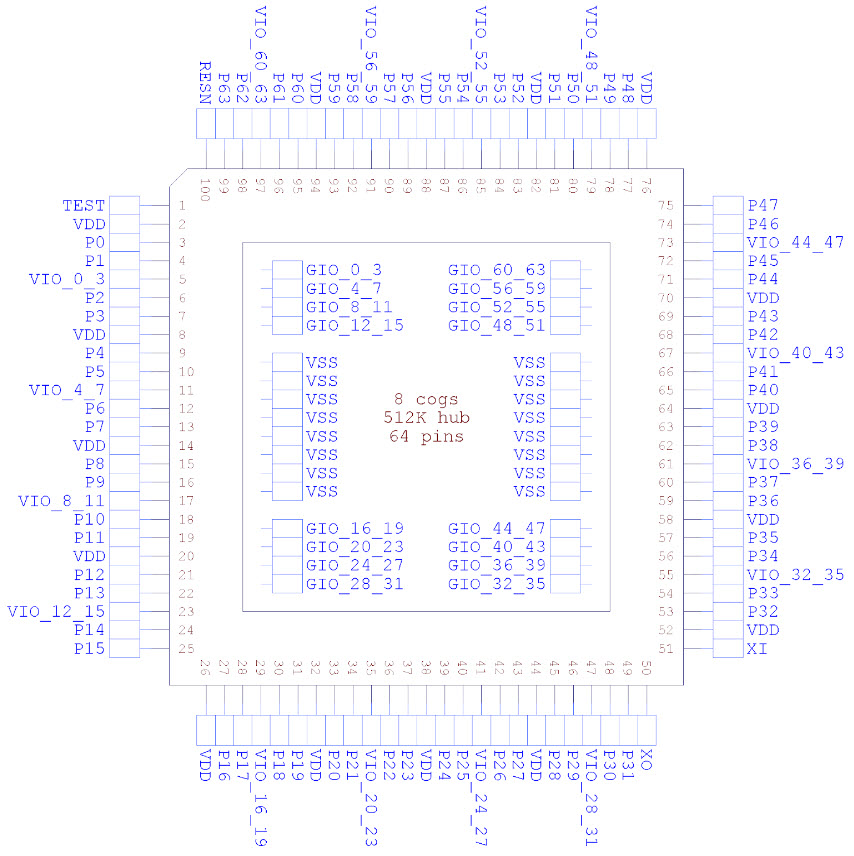 VIO_60_63 VIO_56_59 VIO_52_55 VIO_48_51
RESN P63 P62 P61 P60 VDD P59 P58 P57 P56 VDD P55 P54 P53 P52 VDD P51 P50 P49 P48 VDD
100 99 98 97 96 95 94 93 92 91 90 89 88 87 86 85 84 83 82 81 80 79 78 77 76
TEST 1 75 P47
VDD 2 74 P46
P0 3 73 VIO_44_47
P1 4 72 P45
VIO_0_3 5 71 P44
P2 6 70 VDD
P3 7 69 P43
VDD 8 68 P42
P4 9 67 VIO_40_43
P5 10 66 P41
VIO_4_7 11 65 P40
P6 12 64 VDD
P7 13 63 P39
VDD 14 62 P38
P8 15 61 VIO_36_39
P9 16 60 P37
VIO_8_11 17 59 P36
P10 18 58 VDD
P11 19 57 P35
VDD 20 56 P34
P12 21 55 VIO_32_35
P13 22 54 P33
VIO_12_15 23 53 P32
P14 24 52 VDD
P15 25 51 XI
GIO_0_3 GIO_60_63
GIO_4_7 GIO_56_59
GIO_8_11 GIO_52_55
GIO_12_15 GIO_48_51
VSS VSS
VSS VSS
VSS VSS
VSS VSS
VSS VSS
VSS VSS
VSS VSS
VSS VSS
8 cogs
512K hub
64 pins
GIO_16_19 GIO_44_47
GIO_20_23 GIO_40_43
GIO_24_27 GIO_36_39
GIO_28_31 GIO_32_35
26 27 28 29 30 31 32 33 34 35 36 37 38 39 40 41 42 43 44 45 46 47 48 49 50
VDD P16 P17 VIO_16_19 P18 P19 VDD P20 P21 VIO_20_23 P22 P23 VDD P24 P25 VIO_24_27 P26 P27 VDD P28 P29 VIO_28_31 P30 P31 XO